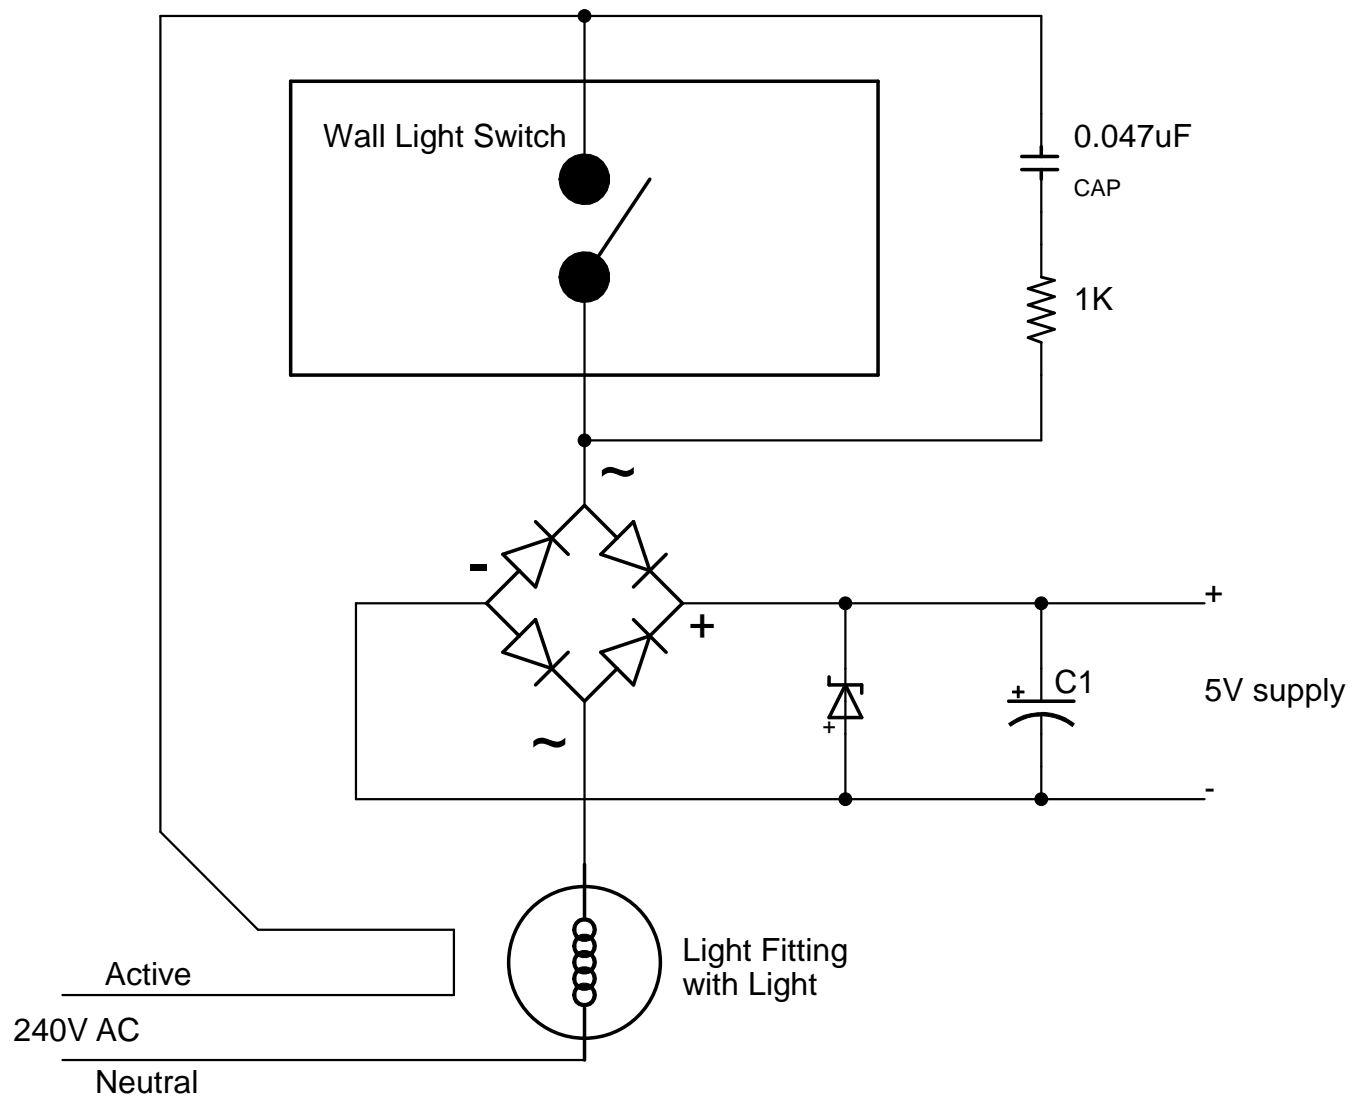 Wall Light Switch
0.047uF
CAP
1K
~
-
+
+
+
C1
5V supply
+
~
-
Light Fitting
with Light
Active
240V AC
Neutral